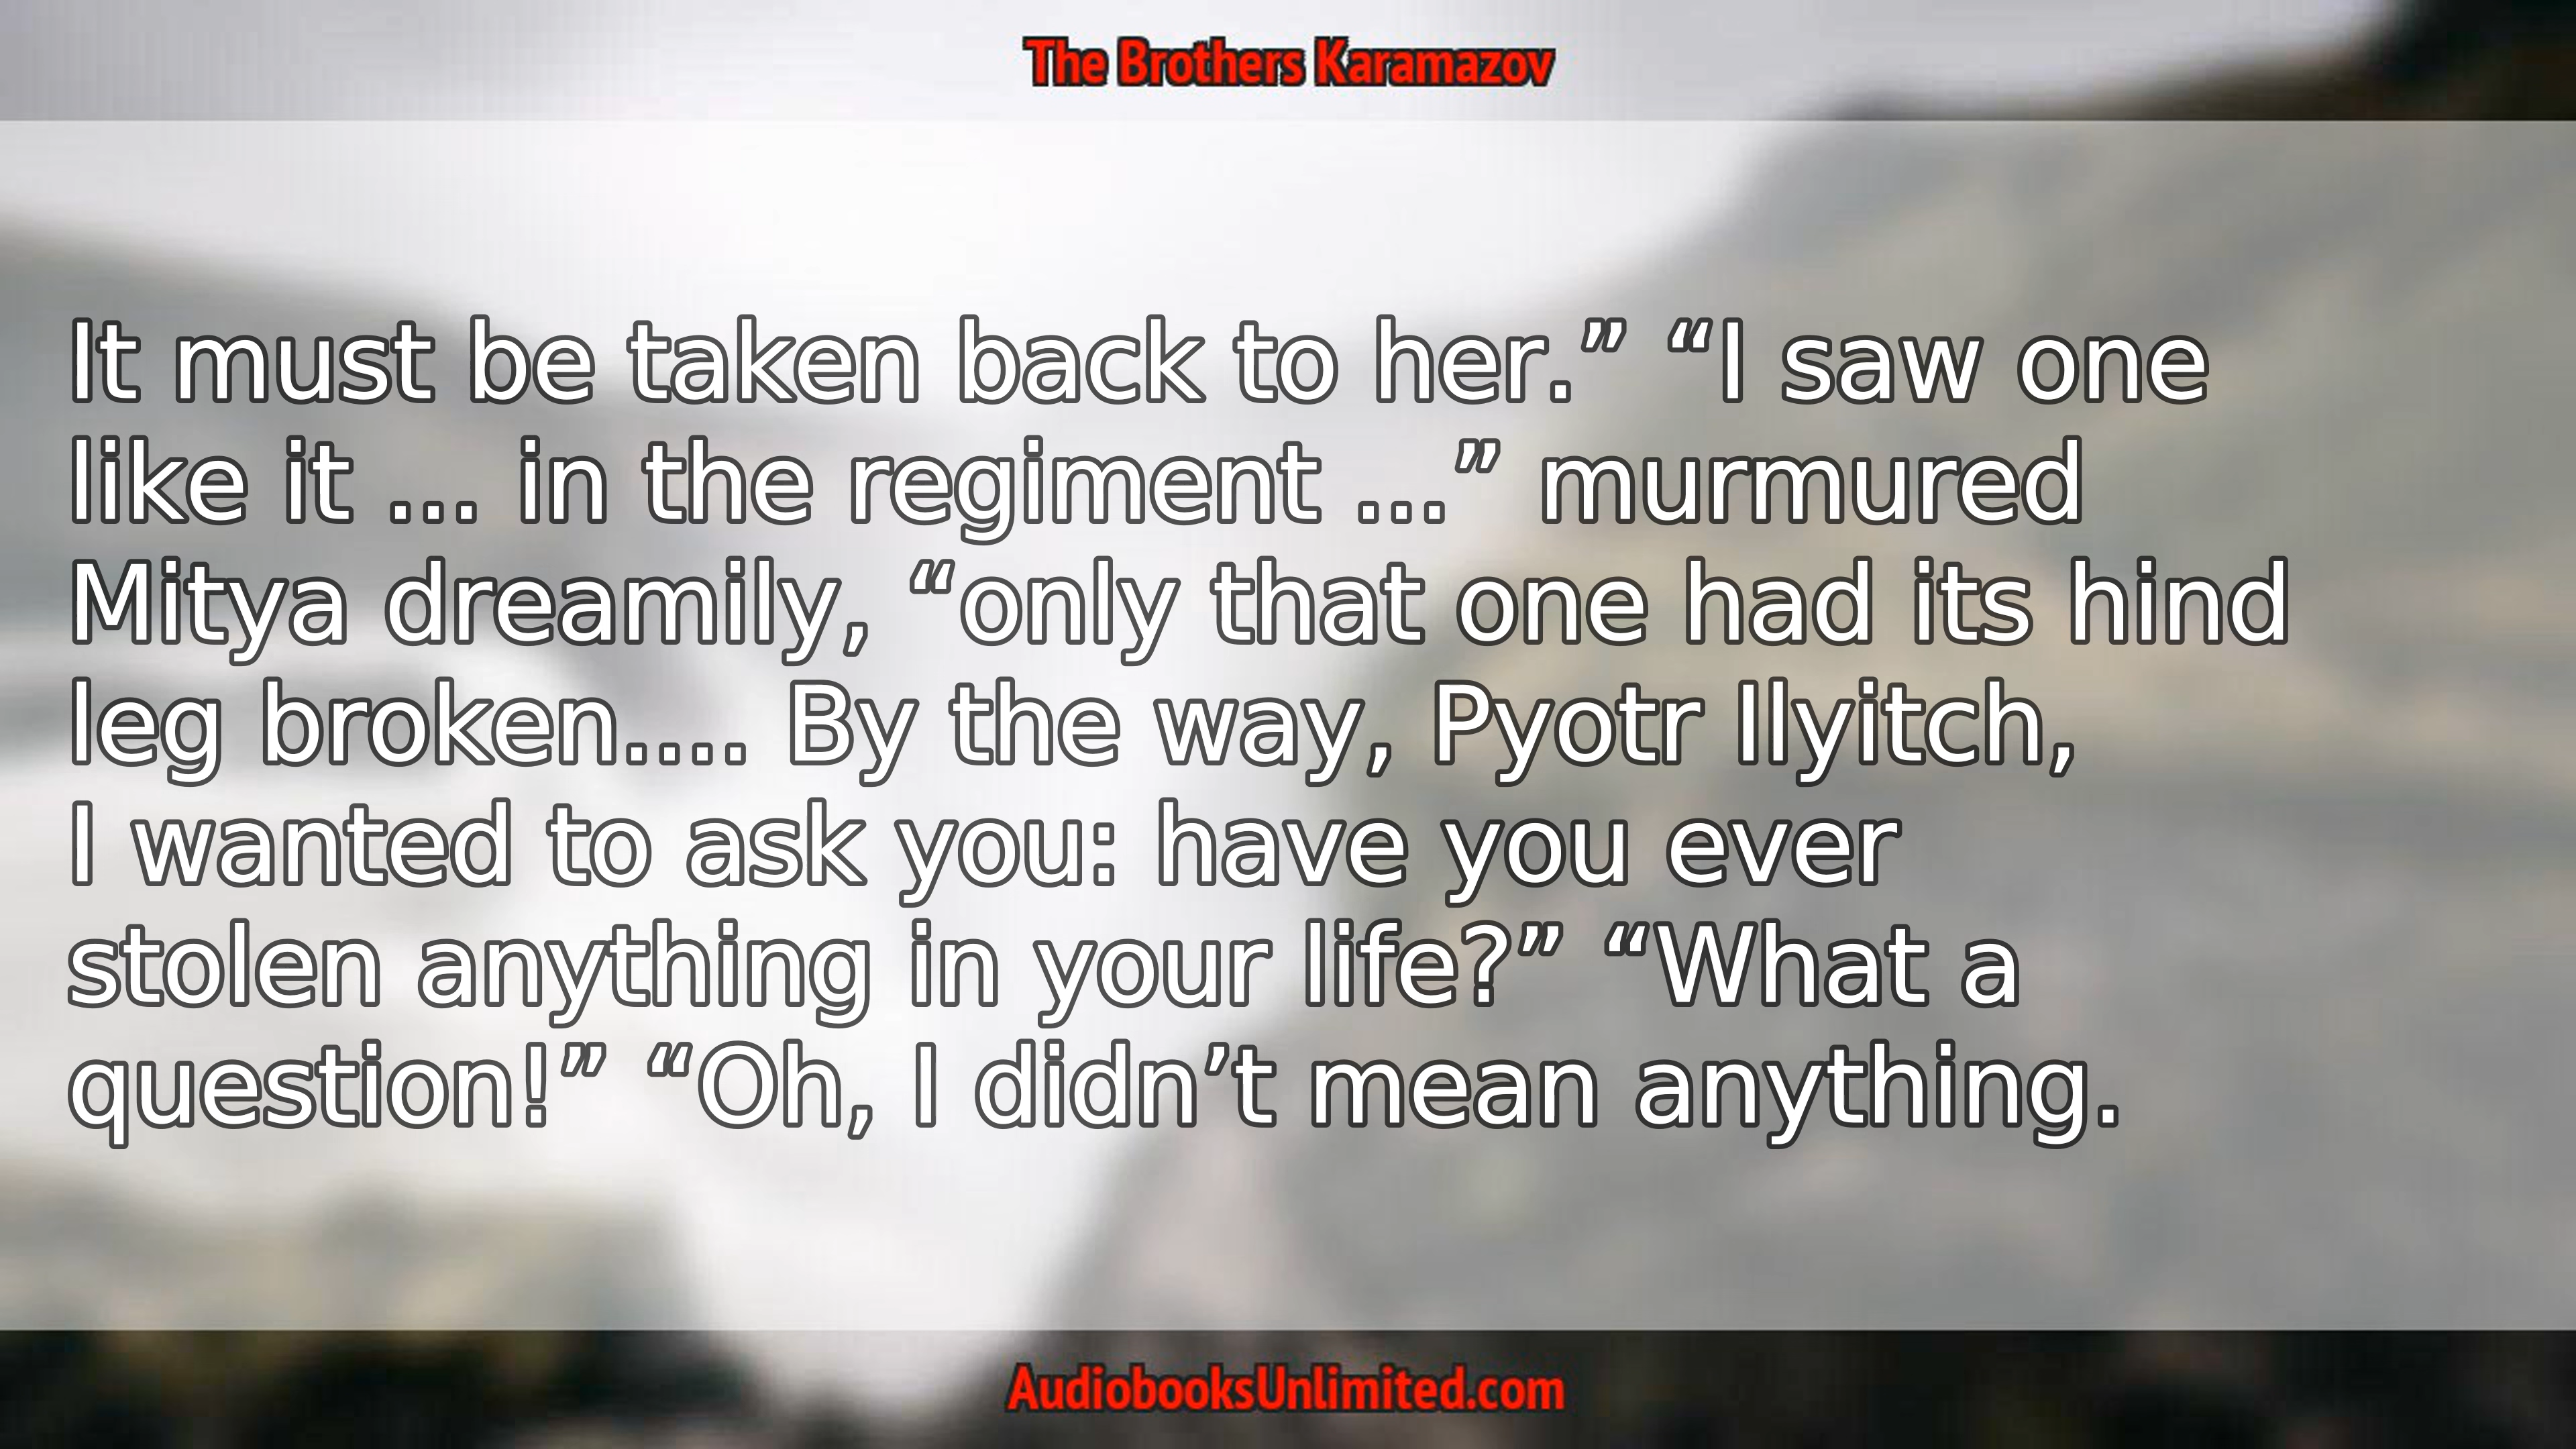 The Brothers Karamazov
It must be taken back to her.” “I saw one
like it ... in the regiment ...” murmured
Mitya dreamily, “only that one had its hind
leg broken.... By the way, Pyotr Ilyitch,
I wanted to ask you: have you ever
stolen anything in your life?” “What a
question!” “Oh, I didn’t mean anything.
AudiobooksUnlimited.com